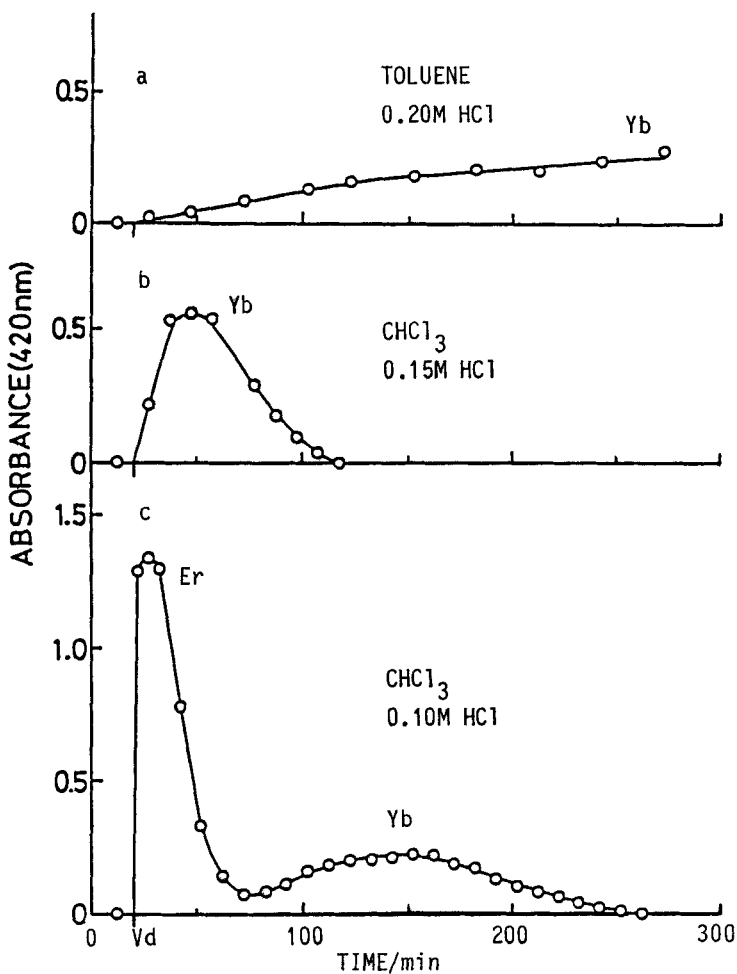 a
TOLUENE
0.20M HCl
Yb
0.5
0
b
Yb
CHCl3
0.15M HCl
0.5
0
c
Er
CHCl3
0.10M HCl
Yb
1.5
1.0
0.5
0
ABSORBANCE(420nm)
0 Vd 100 200 300
TIME/min